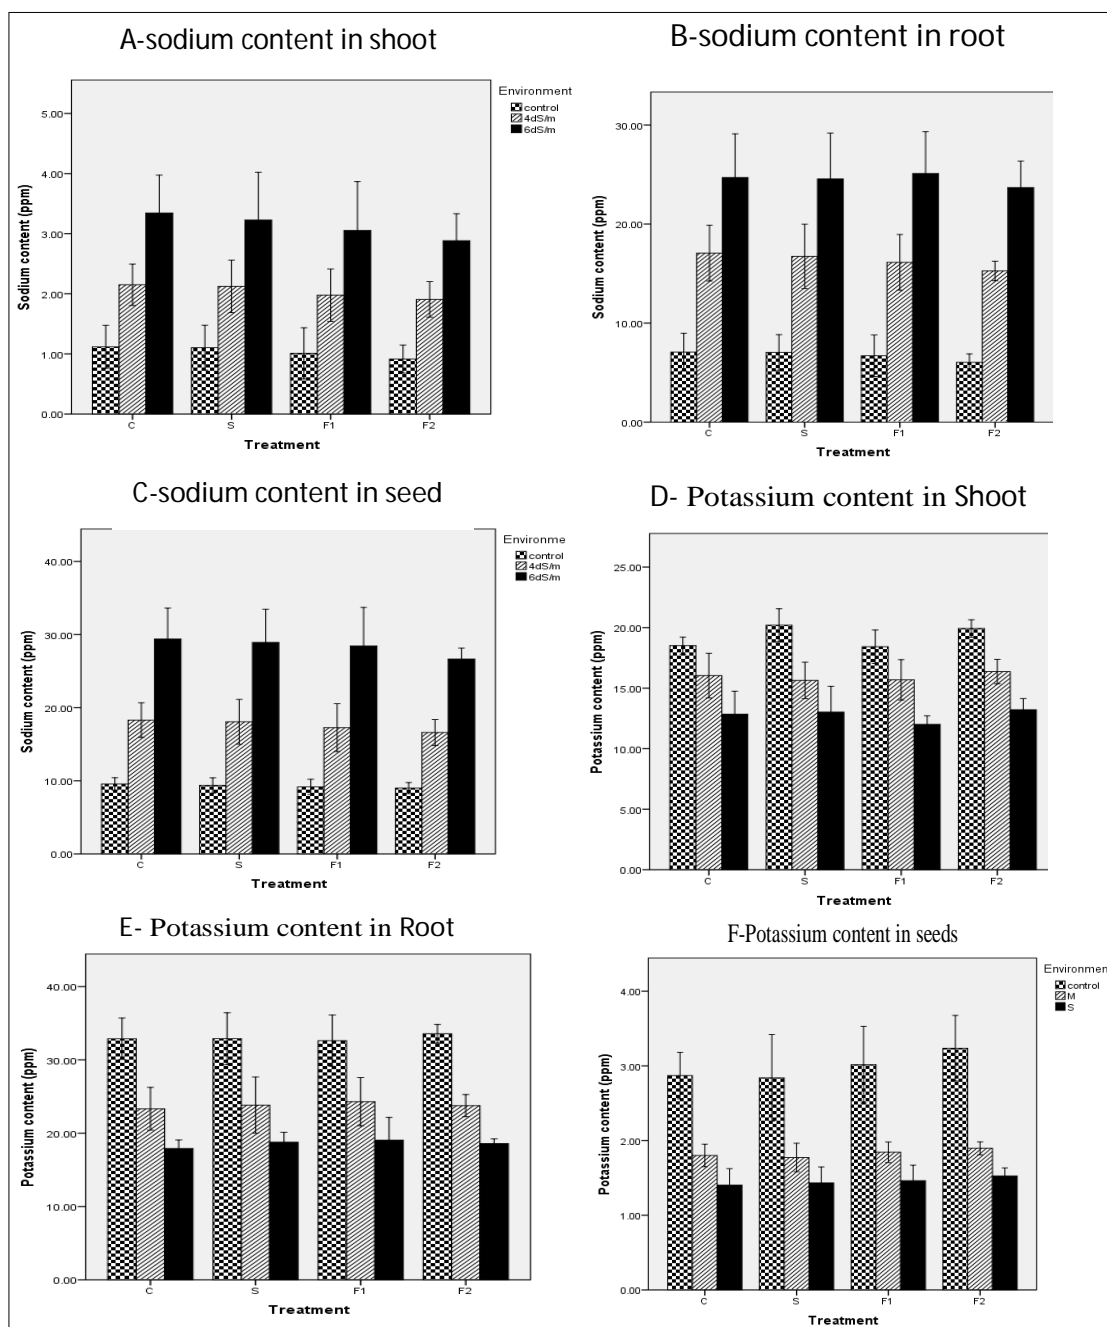 A-sodium content in shoot
Environment
control
4dS/m
6dS/m
Sodium content (ppm)
5.00
4.00
3.00
2.00
1.00
0.00
C
S
F1
F2
Treatment
B-sodium content in root
Sodium content (ppm)
30.00
20.00
10.00
0.00
C
S
F1
F2
Treatment
C-sodium content in seed
Environme
control
4dS/m
6dS/m
Sodium content (ppm)
40.00
30.00
20.00
10.00
0.00
C
S
F1
F2
Treatment
D- Potassium content in Shoot
Potassium content (ppm)
25.00
20.00
15.00
10.00
5.00
0.00
C
S
F1
F2
Treatment
E- Potassium content in Root
Potassium content (ppm)
40.00
30.00
20.00
10.00
0.00
C
S
F1
F2
Treatment
F-Potassium content in seeds
Environment
control
M
S
Potassium content (ppm)
4.00
3.00
2.00
1.00
0.00
C
S
F1
F2
Treatment